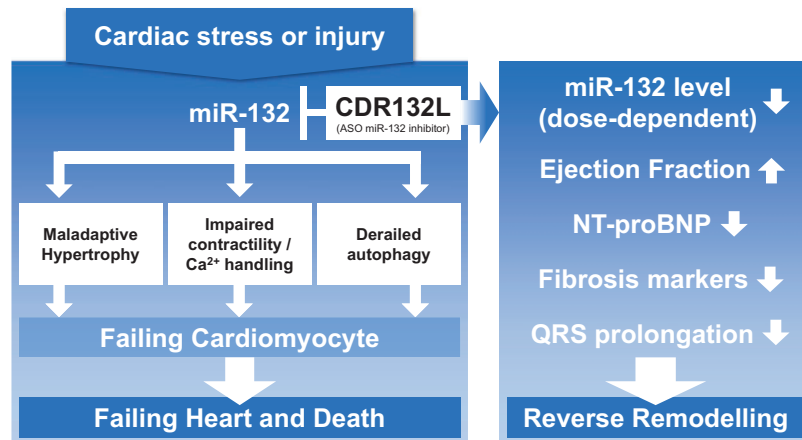 Cardiac stress or injury
miR-132
CDR132L
(ASO miR-132 inhibitor)
Maladaptive
Hypertrophy
Impaired
contractility /
Ca²⁺ handling
Derailed
autophagy
Failing Cardiomyocyte
Failing Heart and Death
miR-132 level
(dose-dependent)
Ejection Fraction
NT-proBNP
Fibrosis markers
QRS prolongation
Reverse Remodelling